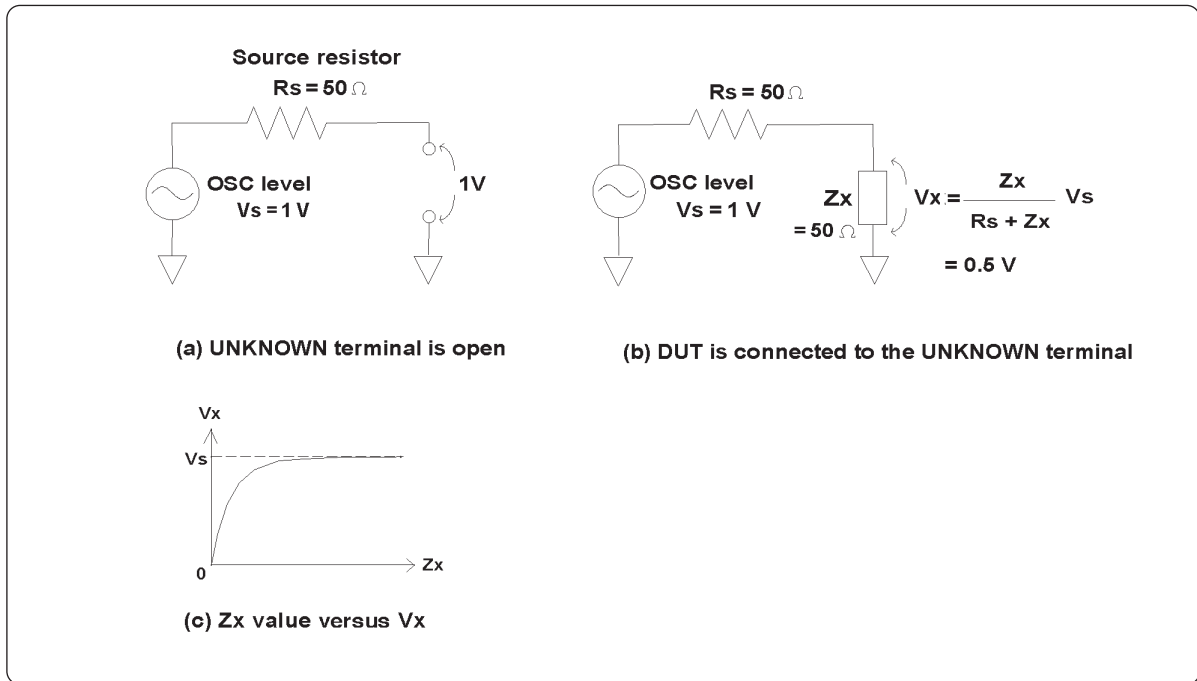 Source resistor
Rs = 50 Ω
OSC level
Vs = 1 V
1V
(a) UNKNOWN terminal is open
Rs = 50 Ω
OSC level
Vs = 1 V
Zx
= 50 Ω
Vx = Zx / Rs + Zx Vs
= 0.5 V
(b) DUT is connected to the UNKNOWN terminal
Vx
Vs
0
Zx
(c) Zx value versus Vx